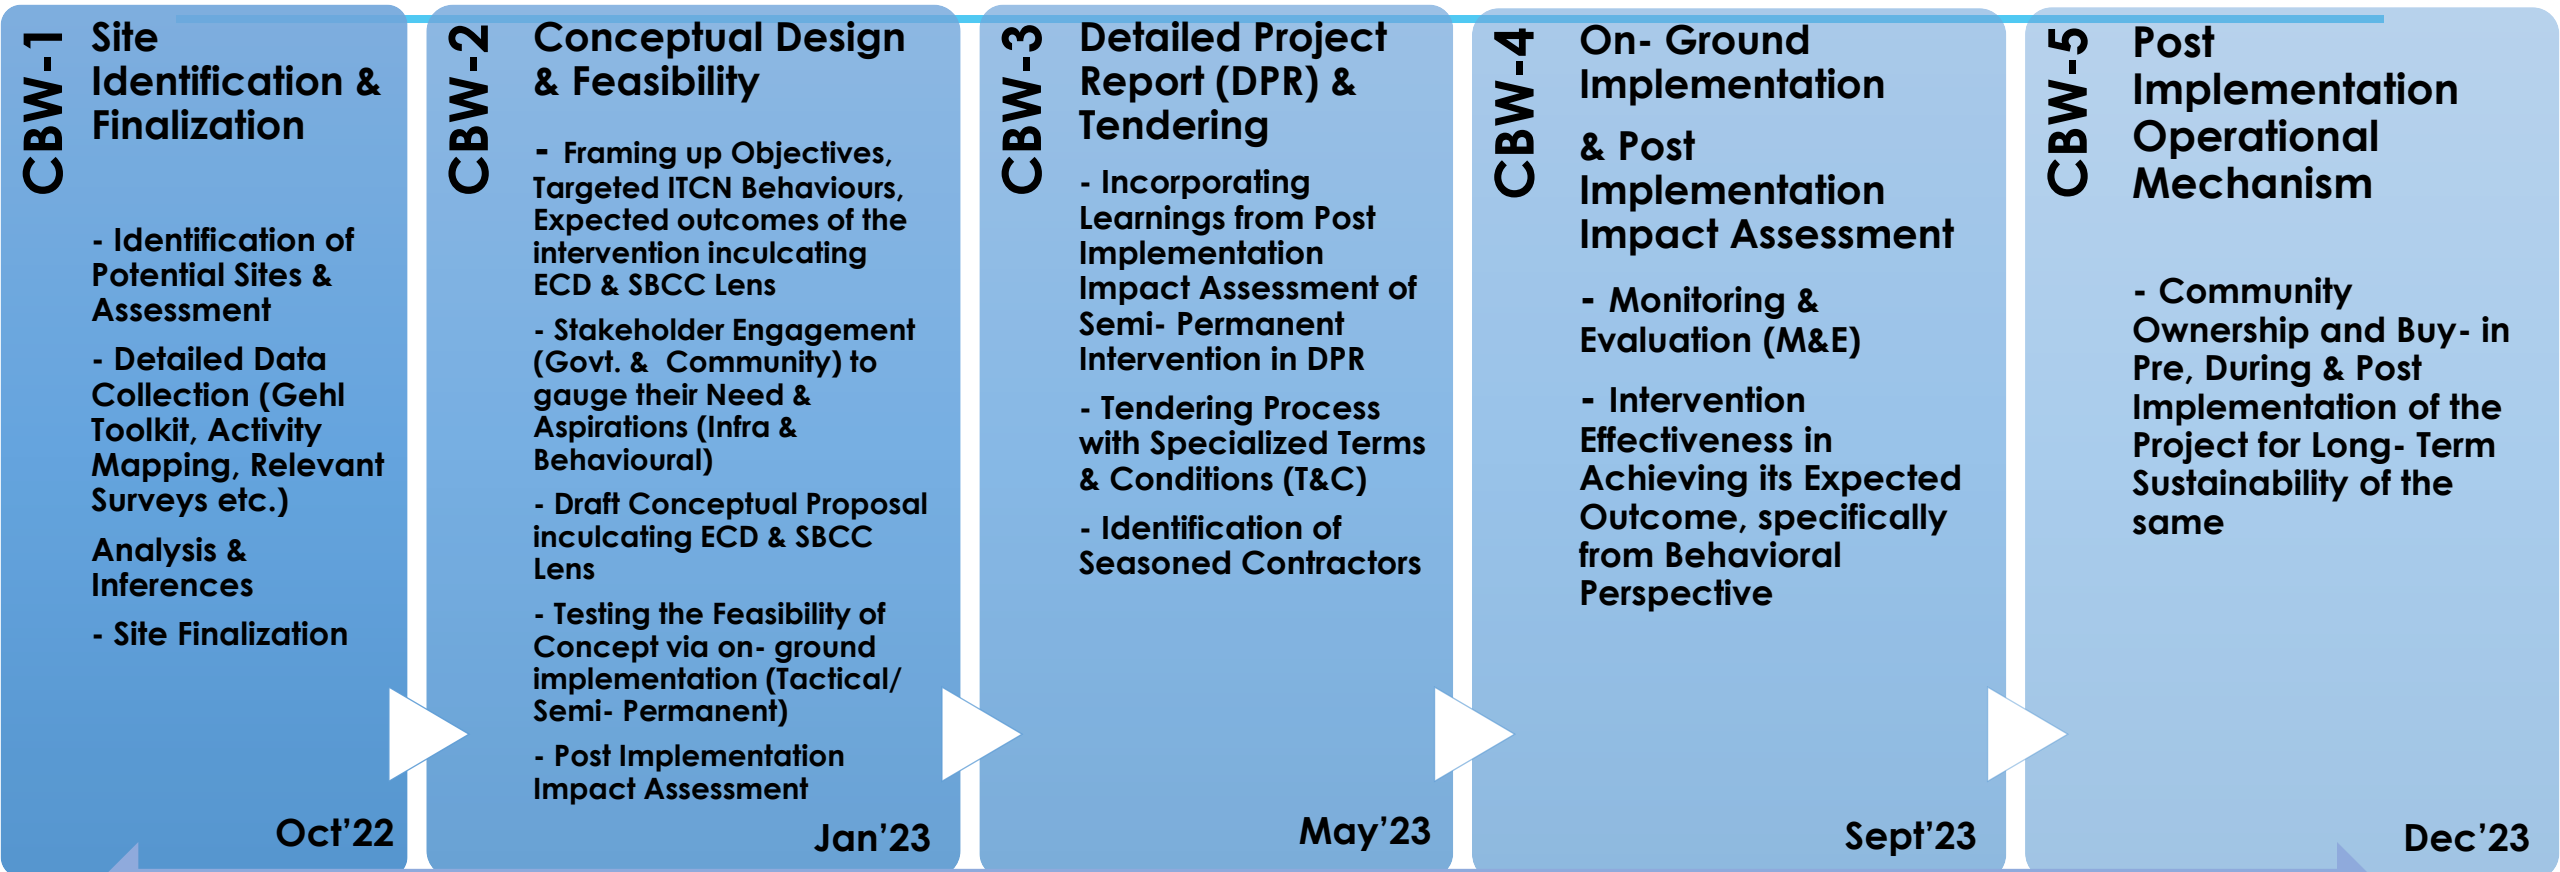 CBW-1
Site
Identification &
Finalization
- Identification of
Potential Sites &
Assessment
- Detailed Data
Collection (Gehl
Toolkit, Activity
Mapping, Relevant
Surveys etc.)
Analysis &
Inferences
- Site Finalization
Oct’22
CBW-2
Conceptual Design
& Feasibility
- Framing up Objectives,
Targeted ITCN Behaviours,
Expected outcomes of the
intervention inculcating
ECD & SBCC Lens
- Stakeholder Engagement
(Govt. & Community) to
gauge their Need &
Aspirations (Infra &
Behavioural)
- Draft Conceptual Proposal
inculcating ECD & SBCC
Lens
- Testing the Feasibility of
Concept via on- ground
implementation (Tactical/
Semi- Permanent)
- Post Implementation
Impact Assessment
Jan’23
CBW-3
Detailed Project
Report (DPR) &
Tendering
- Incorporating
Learnings from Post
Implementation
Impact Assessment of
Semi- Permanent
Intervention in DPR
- Tendering Process
with Specialized Terms
& Conditions (T&C)
- Identification of
Seasoned Contractors
May’23
CBW-4
On- Ground
Implementation
& Post
Implementation
Impact Assessment
- Monitoring &
Evaluation (M&E)
- Intervention
Effectiveness in
Achieving its Expected
Outcome, specifically
from Behavioral
Perspective
Sept’23
CBW-5
Post
Implementation
Operational
Mechanism
- Community
Ownership and Buy- in
Pre, During & Post
Implementation of the
Project for Long- Term
Sustainability of the
same
Dec’23